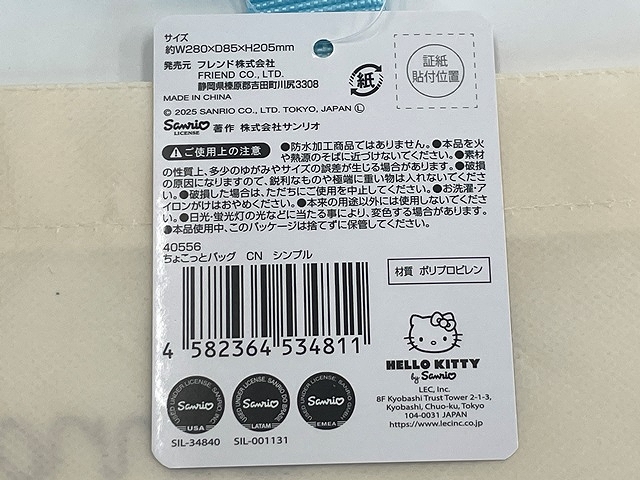 サイズ
約W280×D85×H205mm
発売元 フレンド株式会社
FRIEND CO., LTD.
静岡県榛原郡吉田町川尻3308
MADE IN CHINA
© 2025 SANRIO CO., LTD. TOKYO, JAPAN Ⓛ
Sanrio LICENSE 著作 株式会社サンリオ
紙
証紙
貼付位置
ご使用上の注意
●防水加工商品ではありません。●本品を火
や熱源のそばに近づけないでください。●素材
の性質上、多少のゆがみやサイズの誤差が生じる場合があります。●破損
の原因になりますので、鋭利なものや極端に重い物は入れないでくださ
い。●破損した場合は、ただちにご使用を中止してください。●お洗濯・ア
イロンがけはおやめください。●本来の用途以外には使用しないでくださ
い。●日光・蛍光灯の光などに当たる事により、変色する場合があります。
●本品使用中、このパッケージは捨てずに保管してください。
40556
ちょこっとバッグ CN シンプル
材質 ポリプロピレン
4 582364 534811
HELLO KITTY
by Sanrio
LEC, Inc.
8F Kyobashi Trust Tower 2-1-3,
Kyobashi, Chuo-ku, Tokyo
104-0031 JAPAN
https://www.lecinc.co.jp
USED UNDER LICENSE SANRIO INC.
Sanrio
USA
SIL-34840
USED UNDER LICENSE SANRIO DO BRASIL
Sanrio
LATAM
SIL-001131
USED UNDER LICENSE SANRIO
Sanrio
EMEA